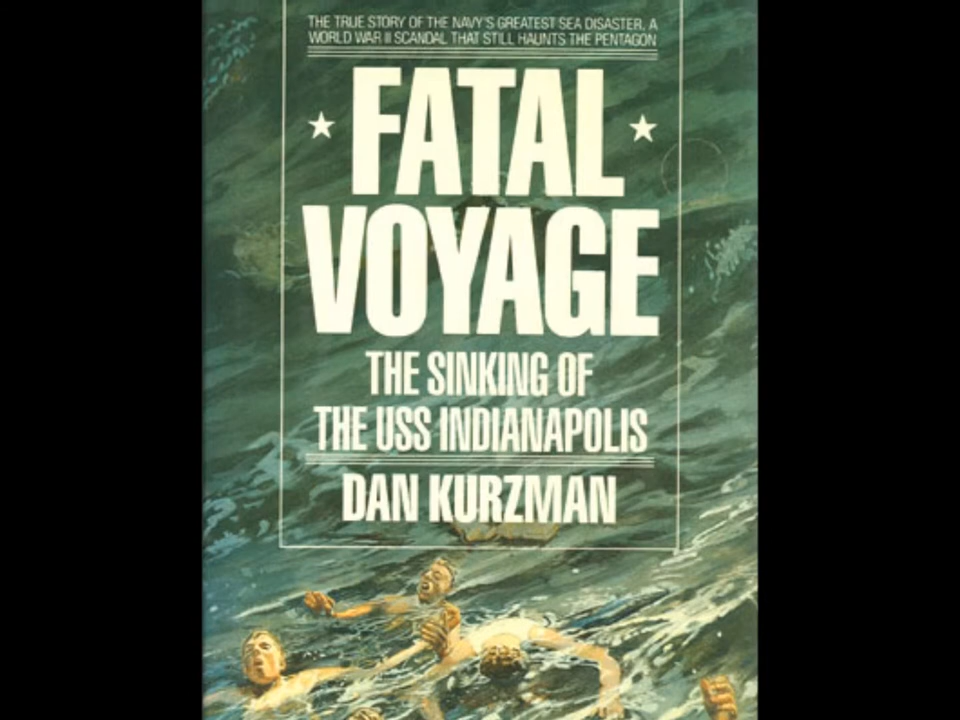 THE TRUE STORY OF THE NAVY'S GREATEST SEA DISASTER, A
WORLD WAR II SCANDAL THAT STILL HAUNTS THE PENTAGON
FATAL
VOYAGE
THE SINKING OF
THE USS INDIANAPOLIS
DAN KURZMAN